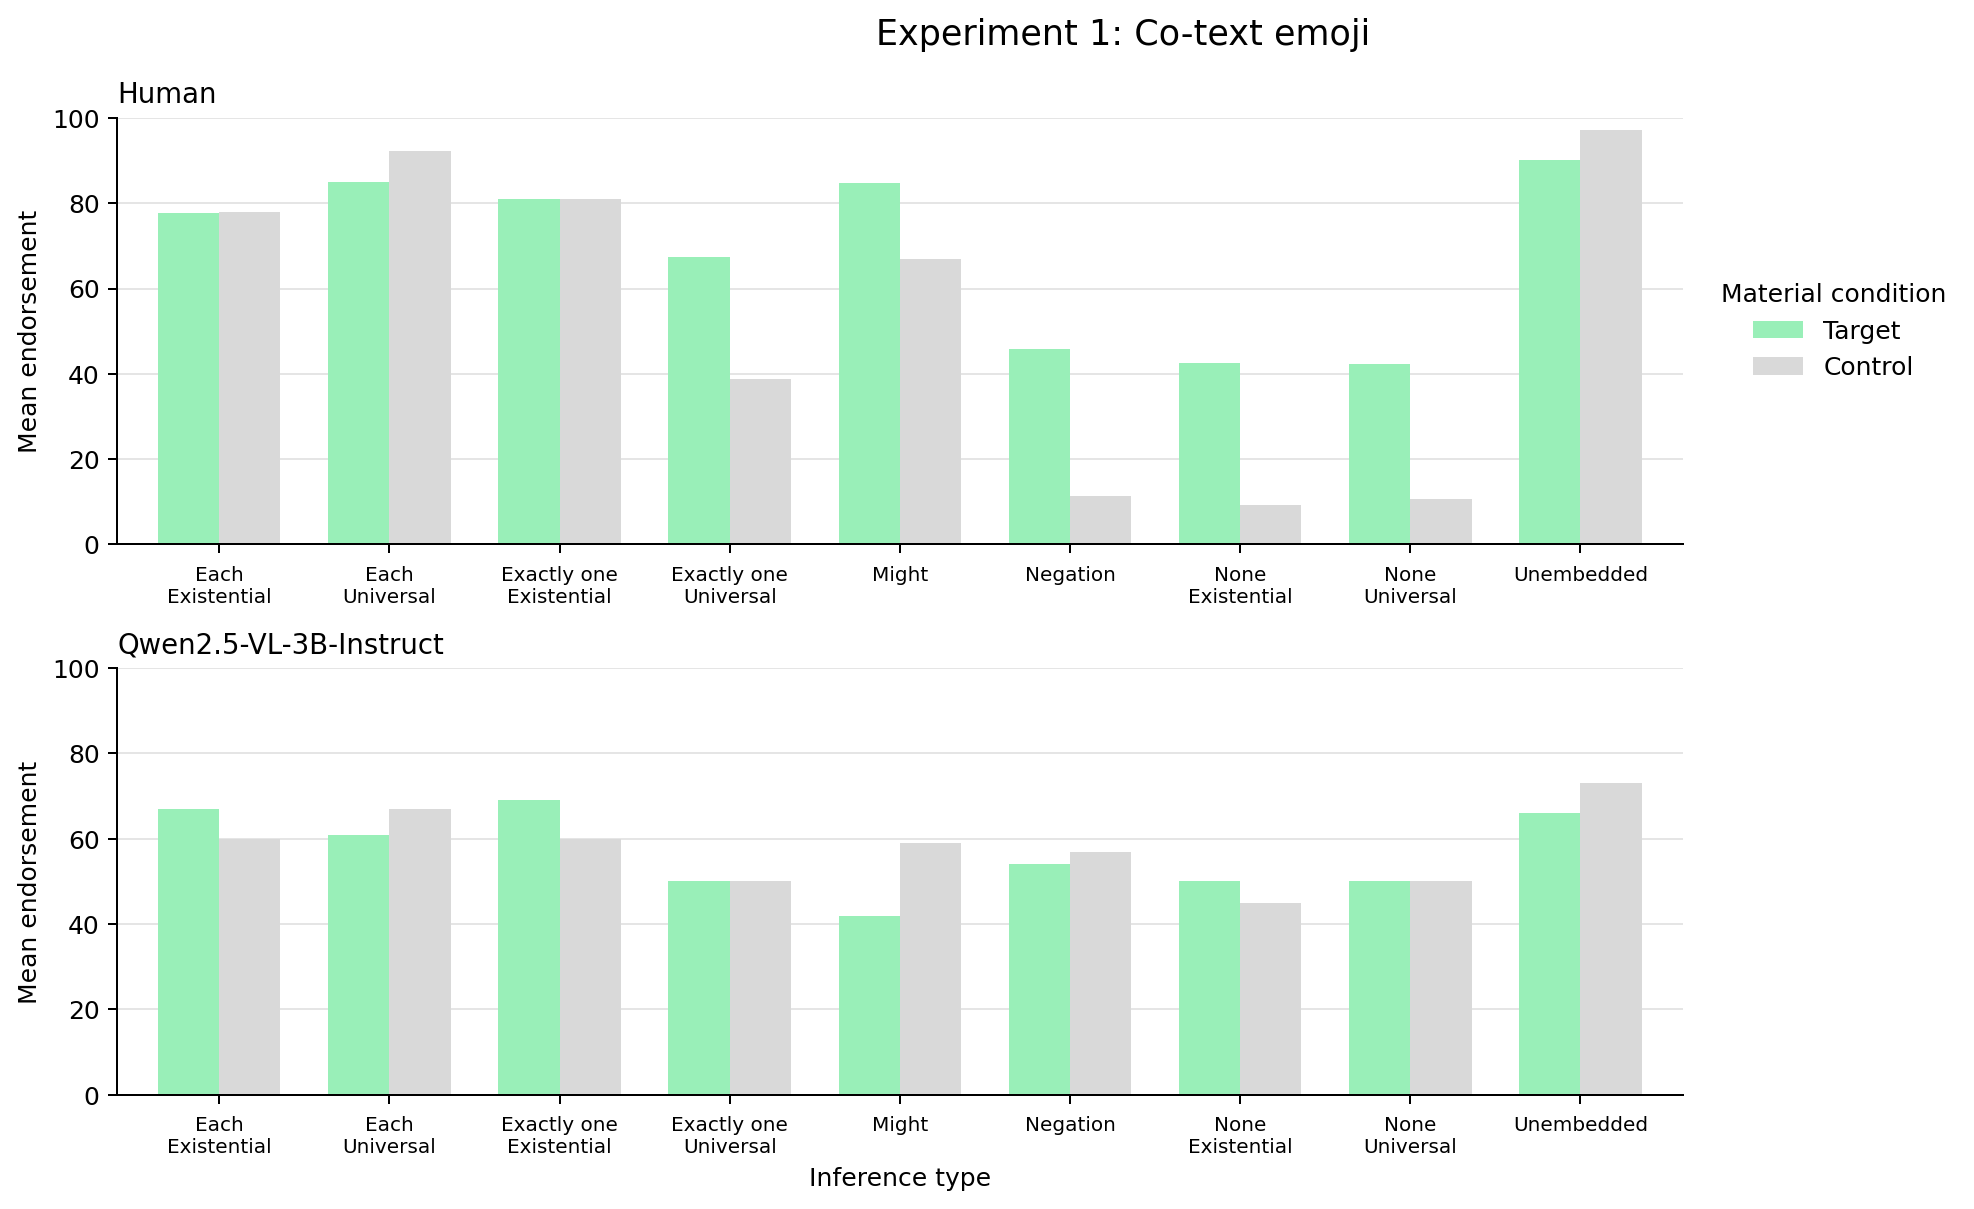 Experiment 1: Co-text emoji
Human
Mean endorsement
100
80
60
40
20
0
Each
Existential
Each
Universal
Exactly one
Existential
Exactly one
Universal
Might
Negation
None
Existential
None
Universal
Unembedded
Material condition
Target
Control
Qwen2.5-VL-3B-Instruct
Mean endorsement
100
80
60
40
20
0
Each
Existential
Each
Universal
Exactly one
Existential
Exactly one
Universal
Might
Negation
None
Existential
None
Universal
Unembedded
Inference type